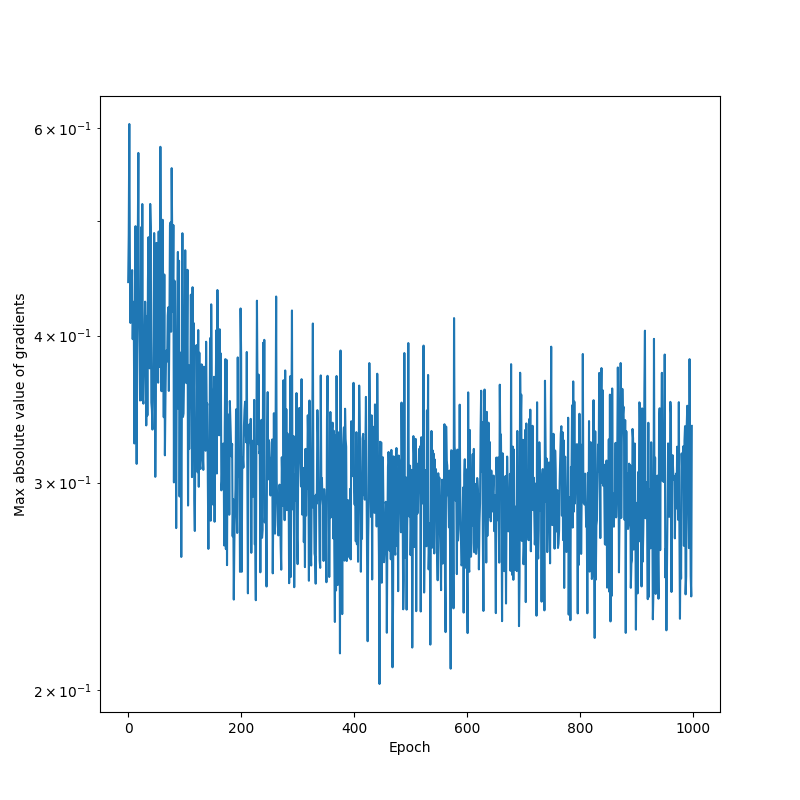 Max absolute value of gradients
6 × 10⁻¹
4 × 10⁻¹
3 × 10⁻¹
2 × 10⁻¹
0 200 400 600 800 1000
Epoch